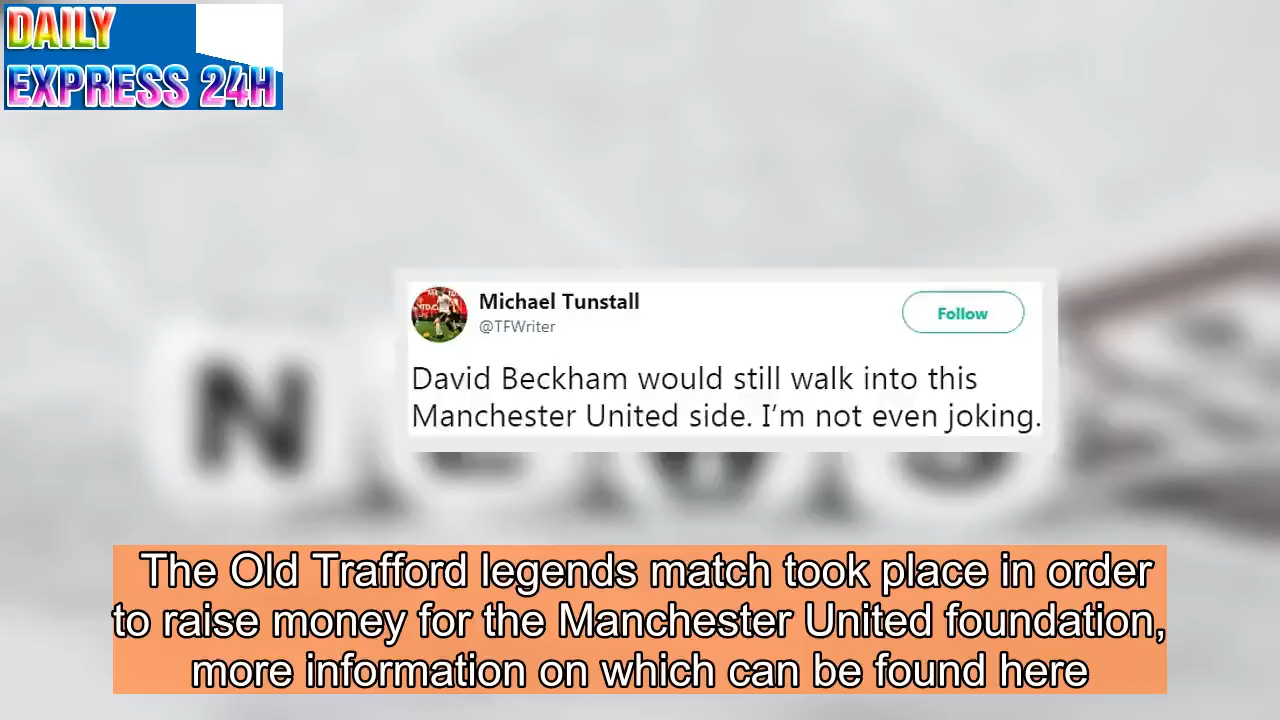 DAILY
EXPRESS 24H
Michael Tunstall
@TFWriter
Follow
David Beckham would still walk into this
Manchester United side. I’m not even joking.
NEWS
The Old Trafford legends match took place in order
to raise money for the Manchester United foundation,
more information on which can be found here